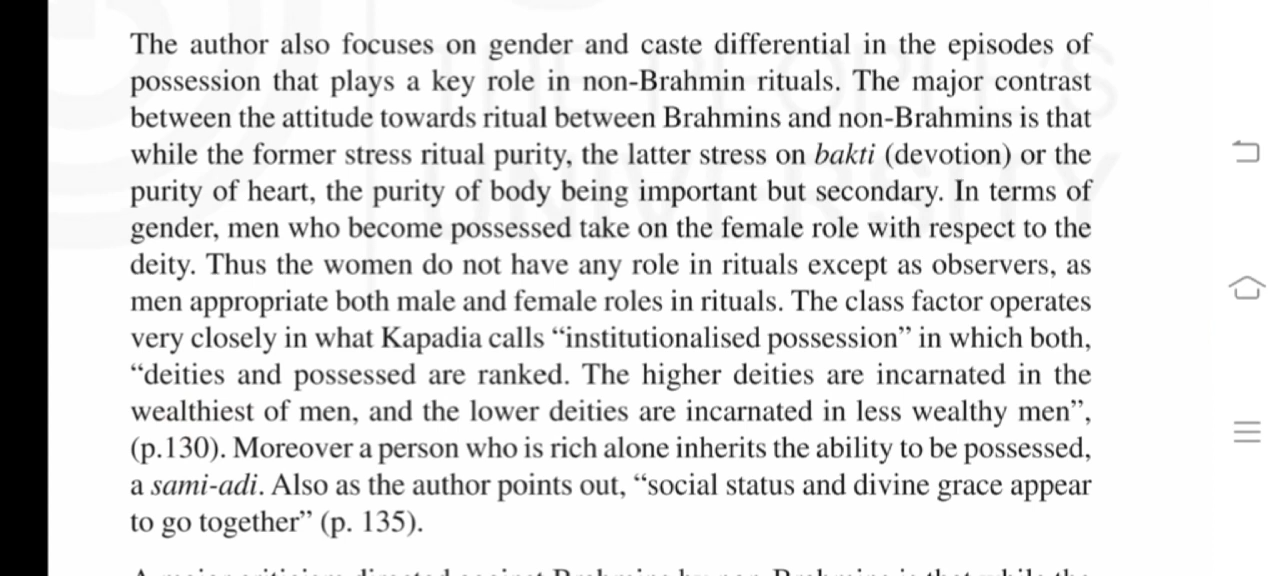 The author also focuses on gender and caste differential in the episodes of
possession that plays a key role in non-Brahmin rituals. The major contrast
between the attitude towards ritual between Brahmins and non-Brahmins is that
while the former stress ritual purity, the latter stress on bakti (devotion) or the
purity of heart, the purity of body being important but secondary. In terms of
gender, men who become possessed take on the female role with respect to the
deity. Thus the women do not have any role in rituals except as observers, as
men appropriate both male and female roles in rituals. The class factor operates
very closely in what Kapadia calls “institutionalised possession” in which both,
“deities and possessed are ranked. The higher deities are incarnated in the
wealthiest of men, and the lower deities are incarnated in less wealthy men”,
(p.130). Moreover a person who is rich alone inherits the ability to be possessed,
a sami-adi. Also as the author points out, “social status and divine grace appear
to go together” (p. 135).